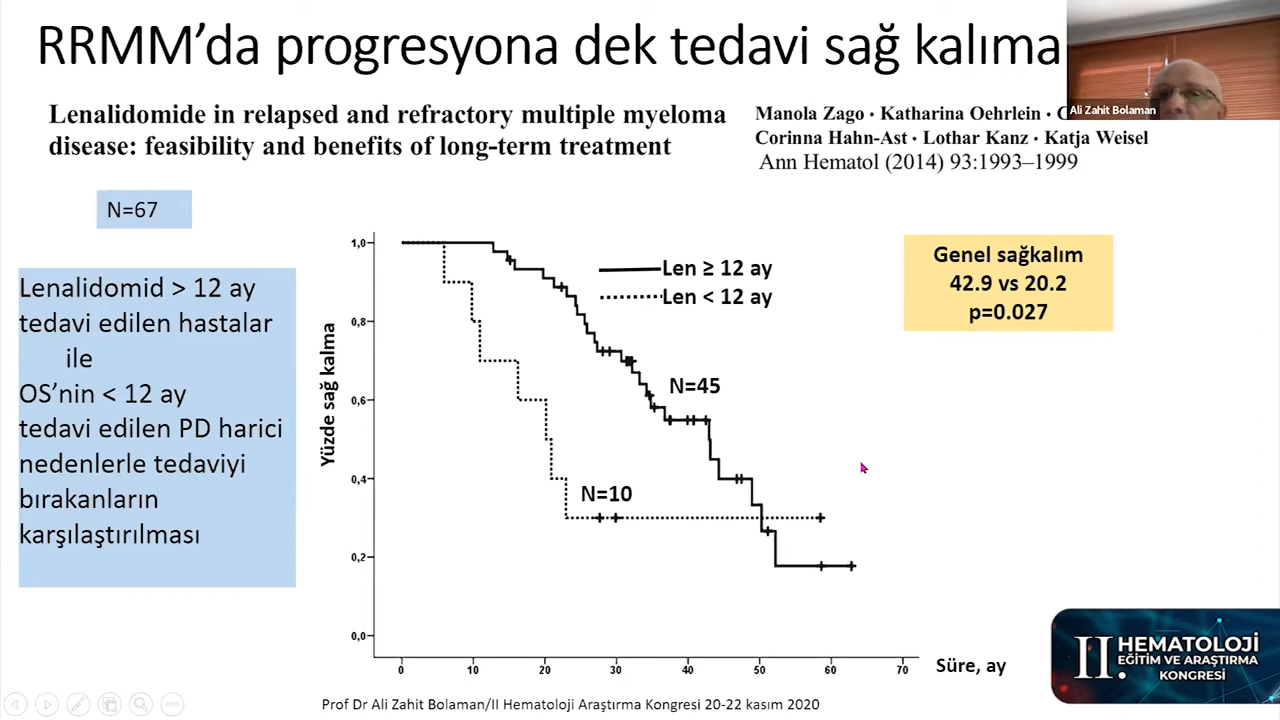 RRMM’da progresyona dek tedavi sağ kalıma
Ali Zahit Bolaman
Lenalidomide in relapsed and refractory multiple myeloma
disease: feasibility and benefits of long-term treatment
Manola Zago · Katharina Oehrlein ·
Corinna Hahn-Ast · Lothar Kanz · Katja Weisel
Ann Hematol (2014) 93:1993–1999
N=67
Lenalidomid > 12 ay
tedavi edilen hastalar
ile
OS’nin < 12 ay
tedavi edilen PD harici
nedenlerle tedaviyi
bırakanların
karşılaştırılması
Yüzde sağ kalma
1,0
0,8
0,6
0,4
0,2
0,0
Len ≥ 12 ay
Len < 12 ay
N=45
N=10
0 10 20 30 40 50 60 70
Süre, ay
Genel sağkalım
42.9 vs 20.2
p=0.027
II. HEMATOLOJİ
EĞİTİM VE ARAŞTIRMA
KONGRESİ
Prof Dr Ali Zahit Bolaman/II Hematoloji Araştırma Kongresi 20-22 kasım 2020